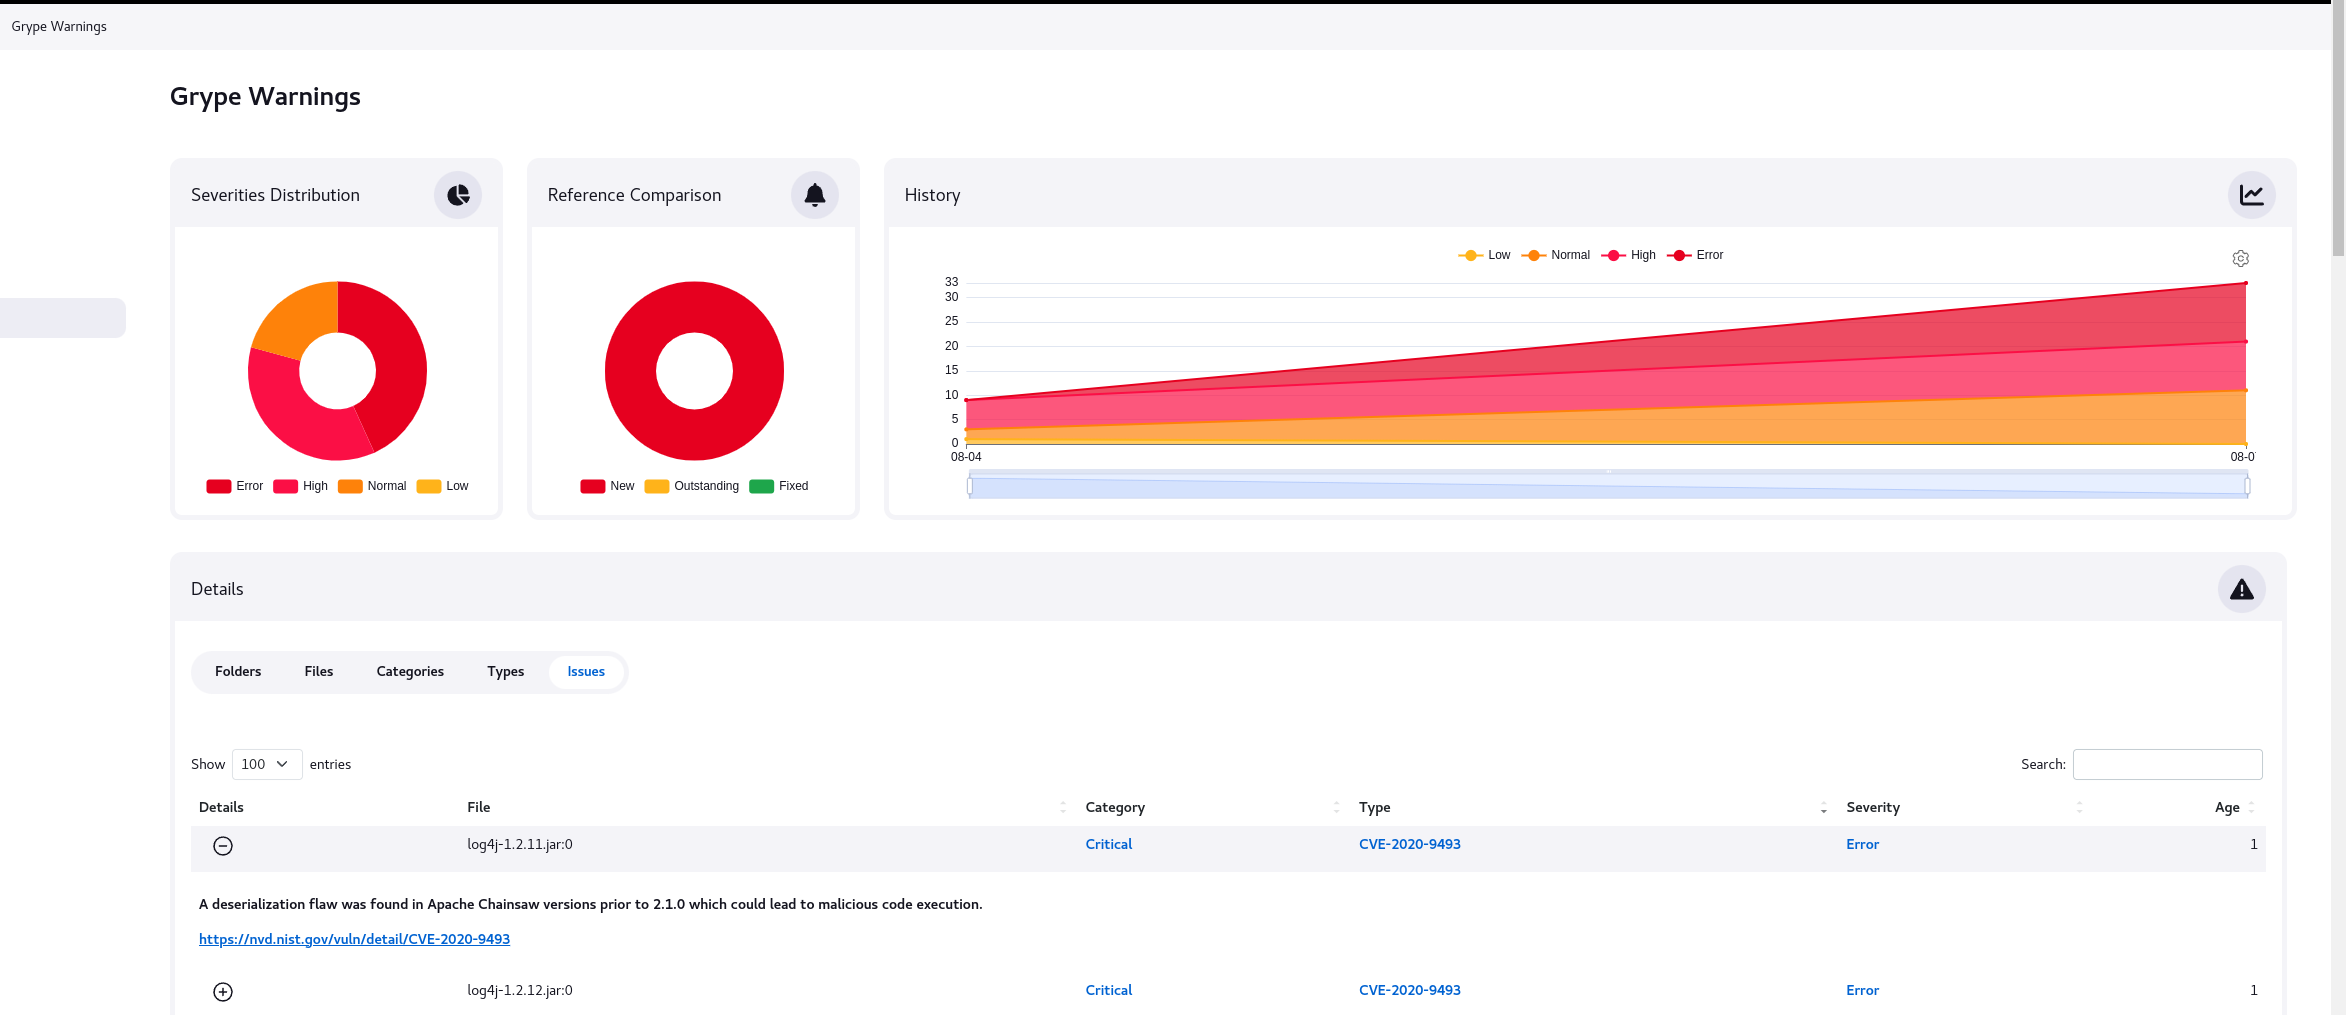 Grype Warnings
Grype Warnings
Severities Distribution
Error High Normal Low
Reference Comparison
New Outstanding Fixed
History
Low Normal High Error
33
30
25
20
15
10
5
0
08-04
Details
Folders Files Categories Types Issues
Show 100 entries
Search:
Details File Category Type Severity Age
log4j-1.2.11.jar:0 Critical CVE-2020-9493 Error 1
A deserialization flaw was found in Apache Chainsaw versions prior to 2.1.0 which could lead to malicious code execution.
https://nvd.nist.gov/vuln/detail/CVE-2020-9493
log4j-1.2.12.jar:0 Critical CVE-2020-9493 Error 1